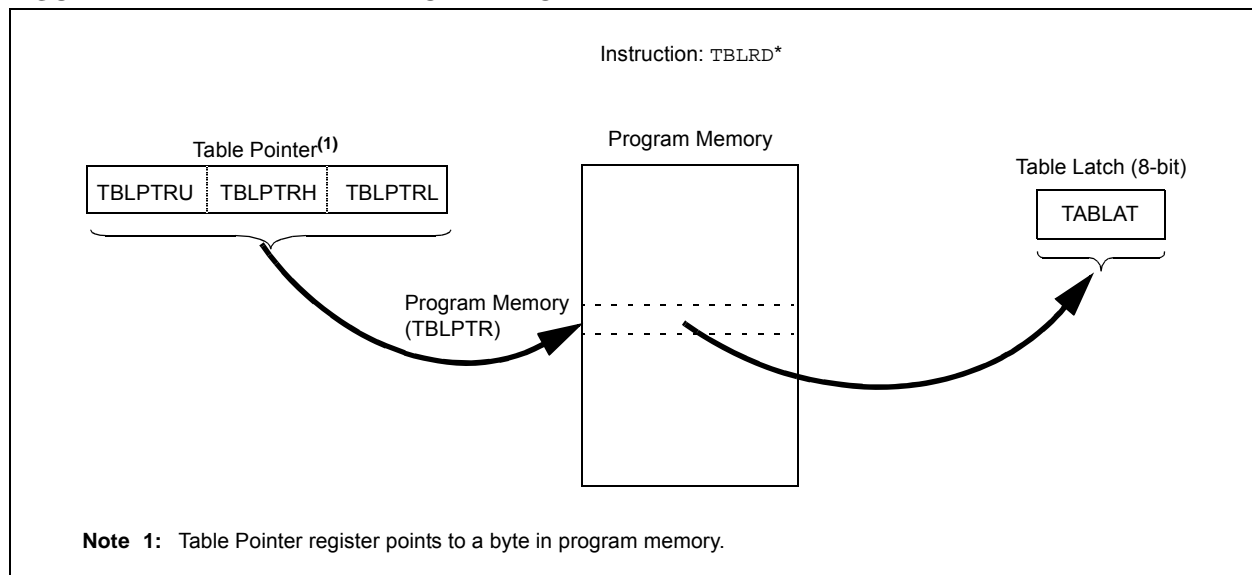 Instruction: TBLRD*
Table Pointer(1)
TBLPTRU TBLPTRH TBLPTRL
Program Memory
Table Latch (8-bit)
TABLAT
Program Memory
(TBLPTR)
Note 1: Table Pointer register points to a byte in program memory.